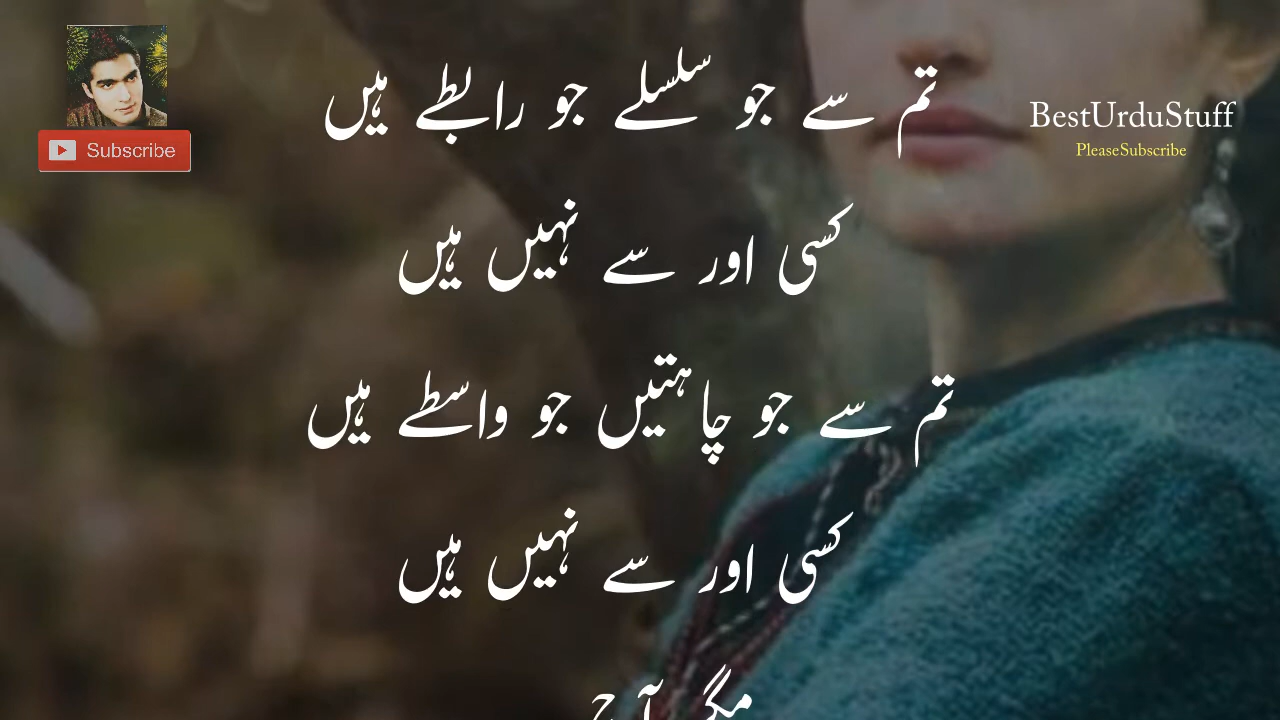 تم سے جو سلسلے جو رابطے ہیں
کسی اور سے نہیں ہیں
تم سے جو چاہتیں جو واسطے ہیں
کسی اور سے نہیں ہیں
Subscribe
BestUrduStuff
PleaseSubscribe